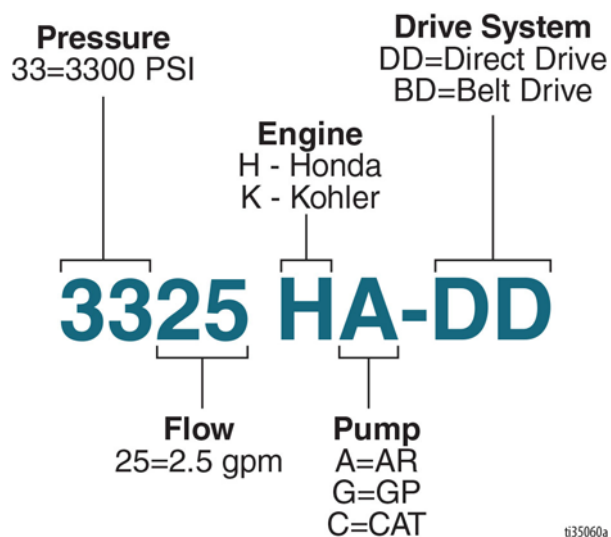 Pressure
33=3300 PSI
Drive System
DD=Direct Drive
BD=Belt Drive
Engine
H - Honda
K - Kohler
3325 HA-DD
Flow
25=2.5 gpm
Pump
A=AR
G=GP
C=CAT
ti35060a